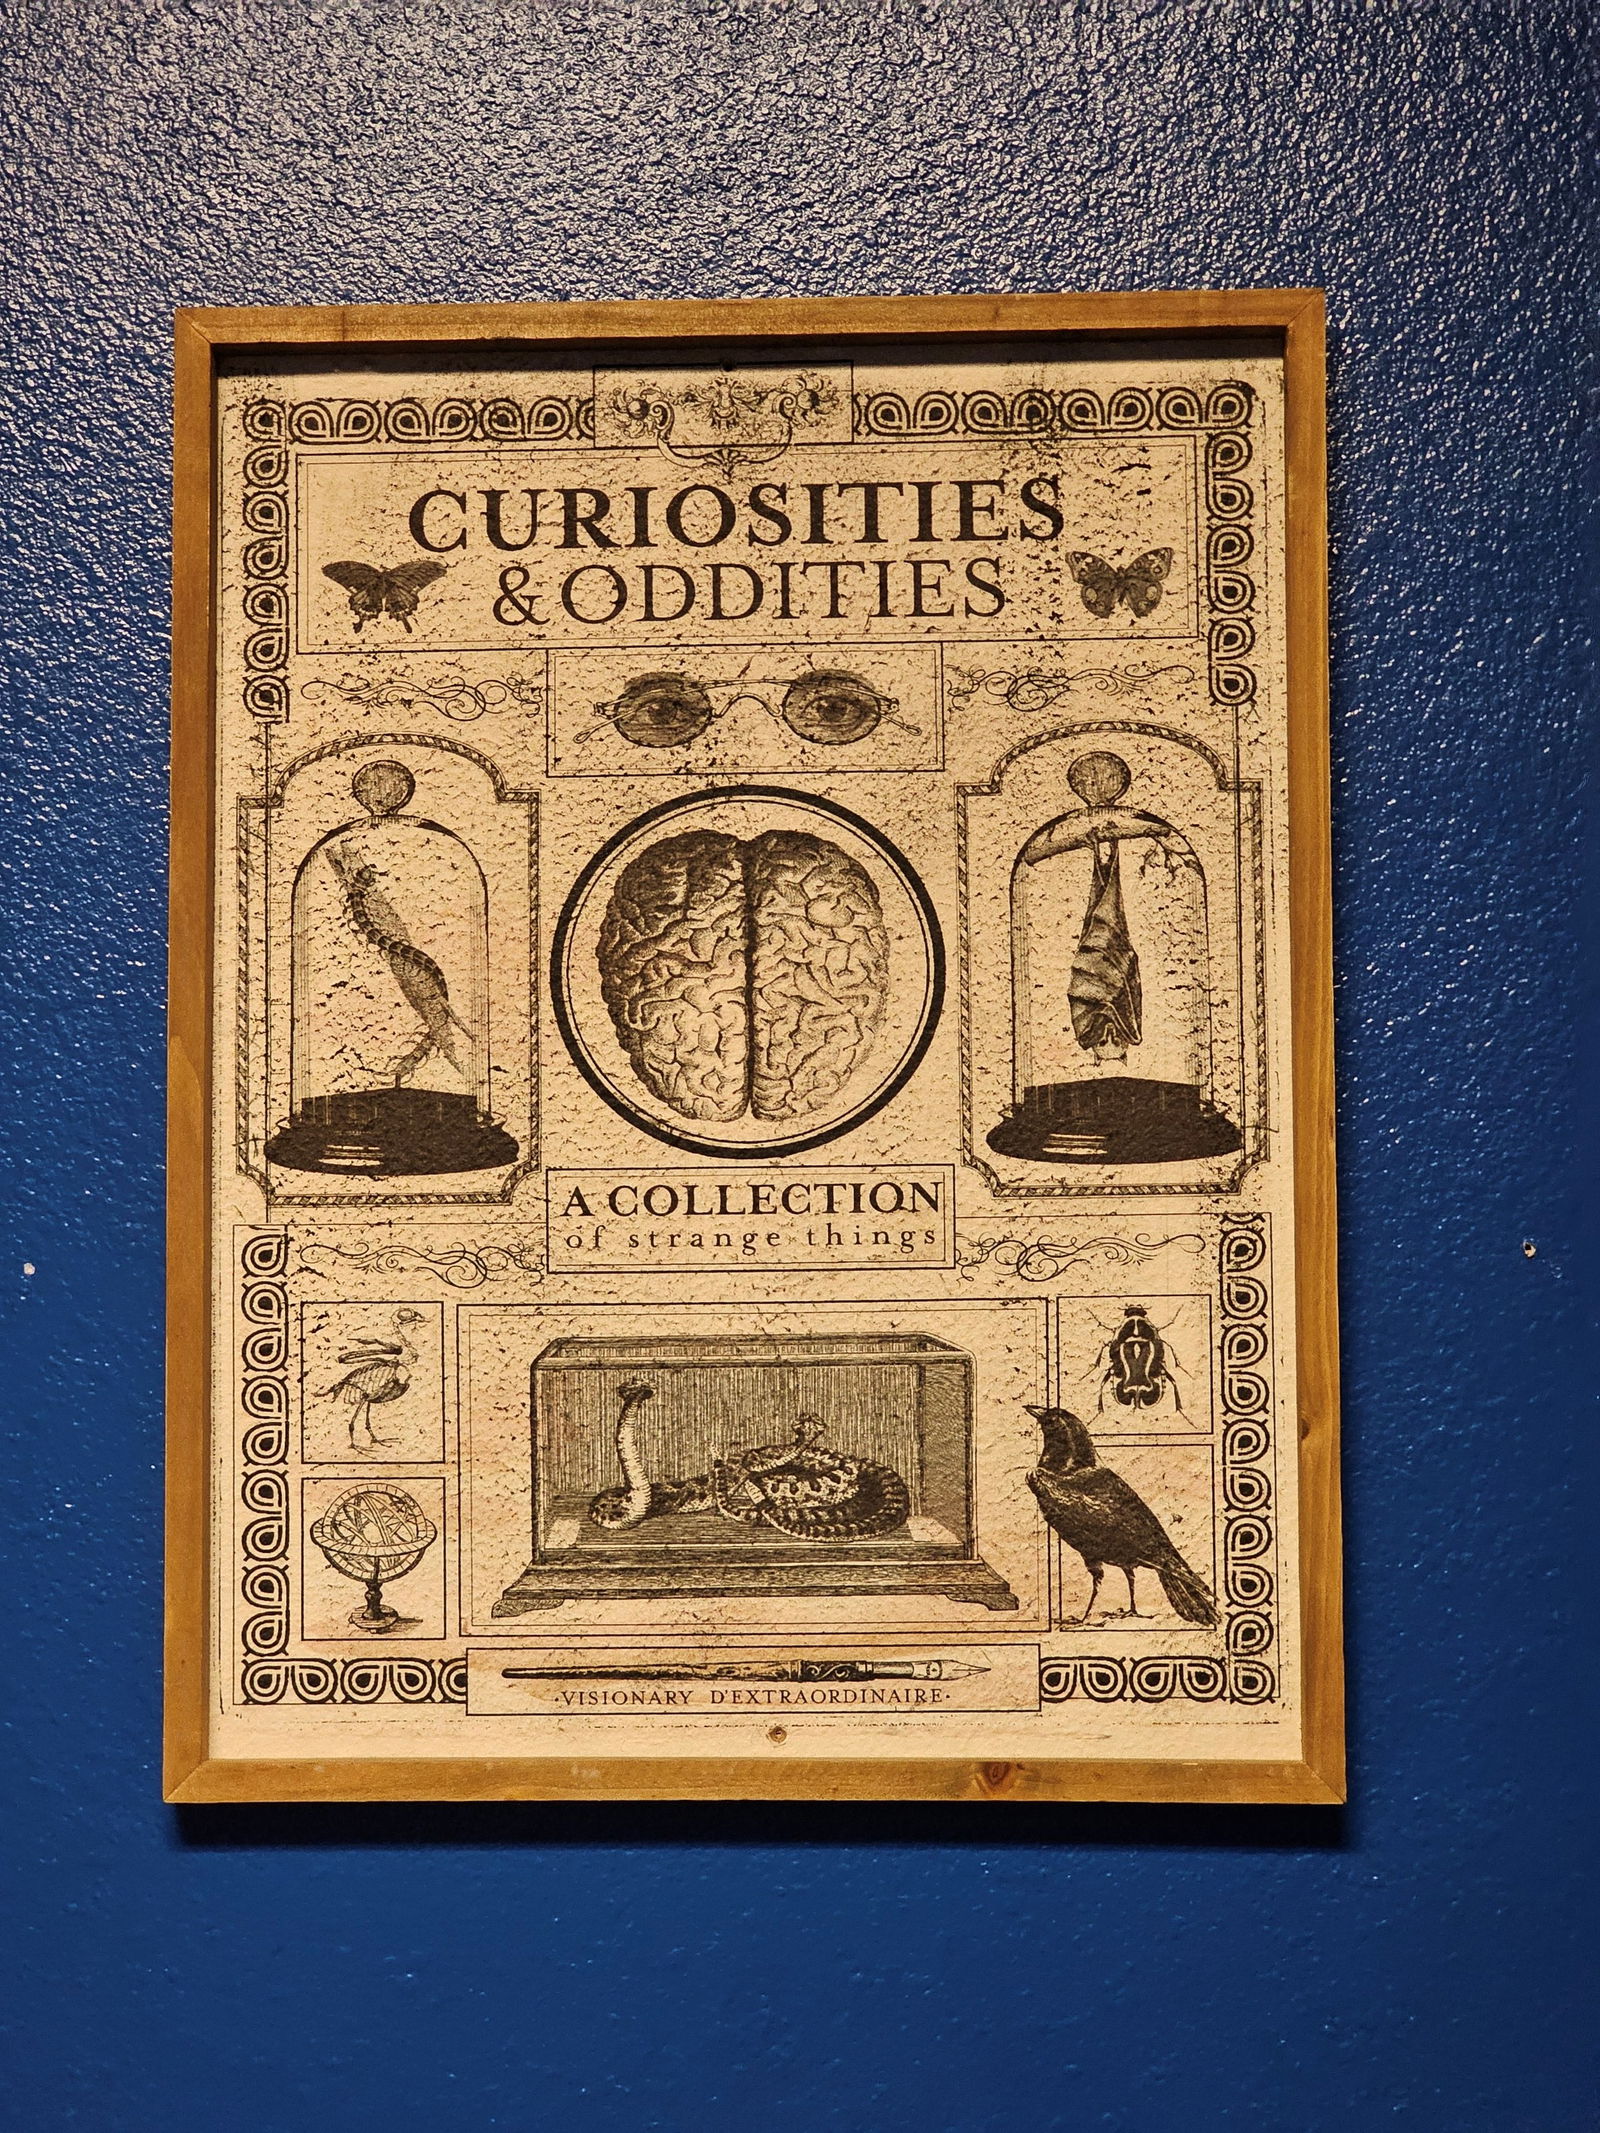 CURIOSITIES
& ODDITIES
A COLLECTION
of strange things
·VISIONARY D'EXTRAORDINAIRE·